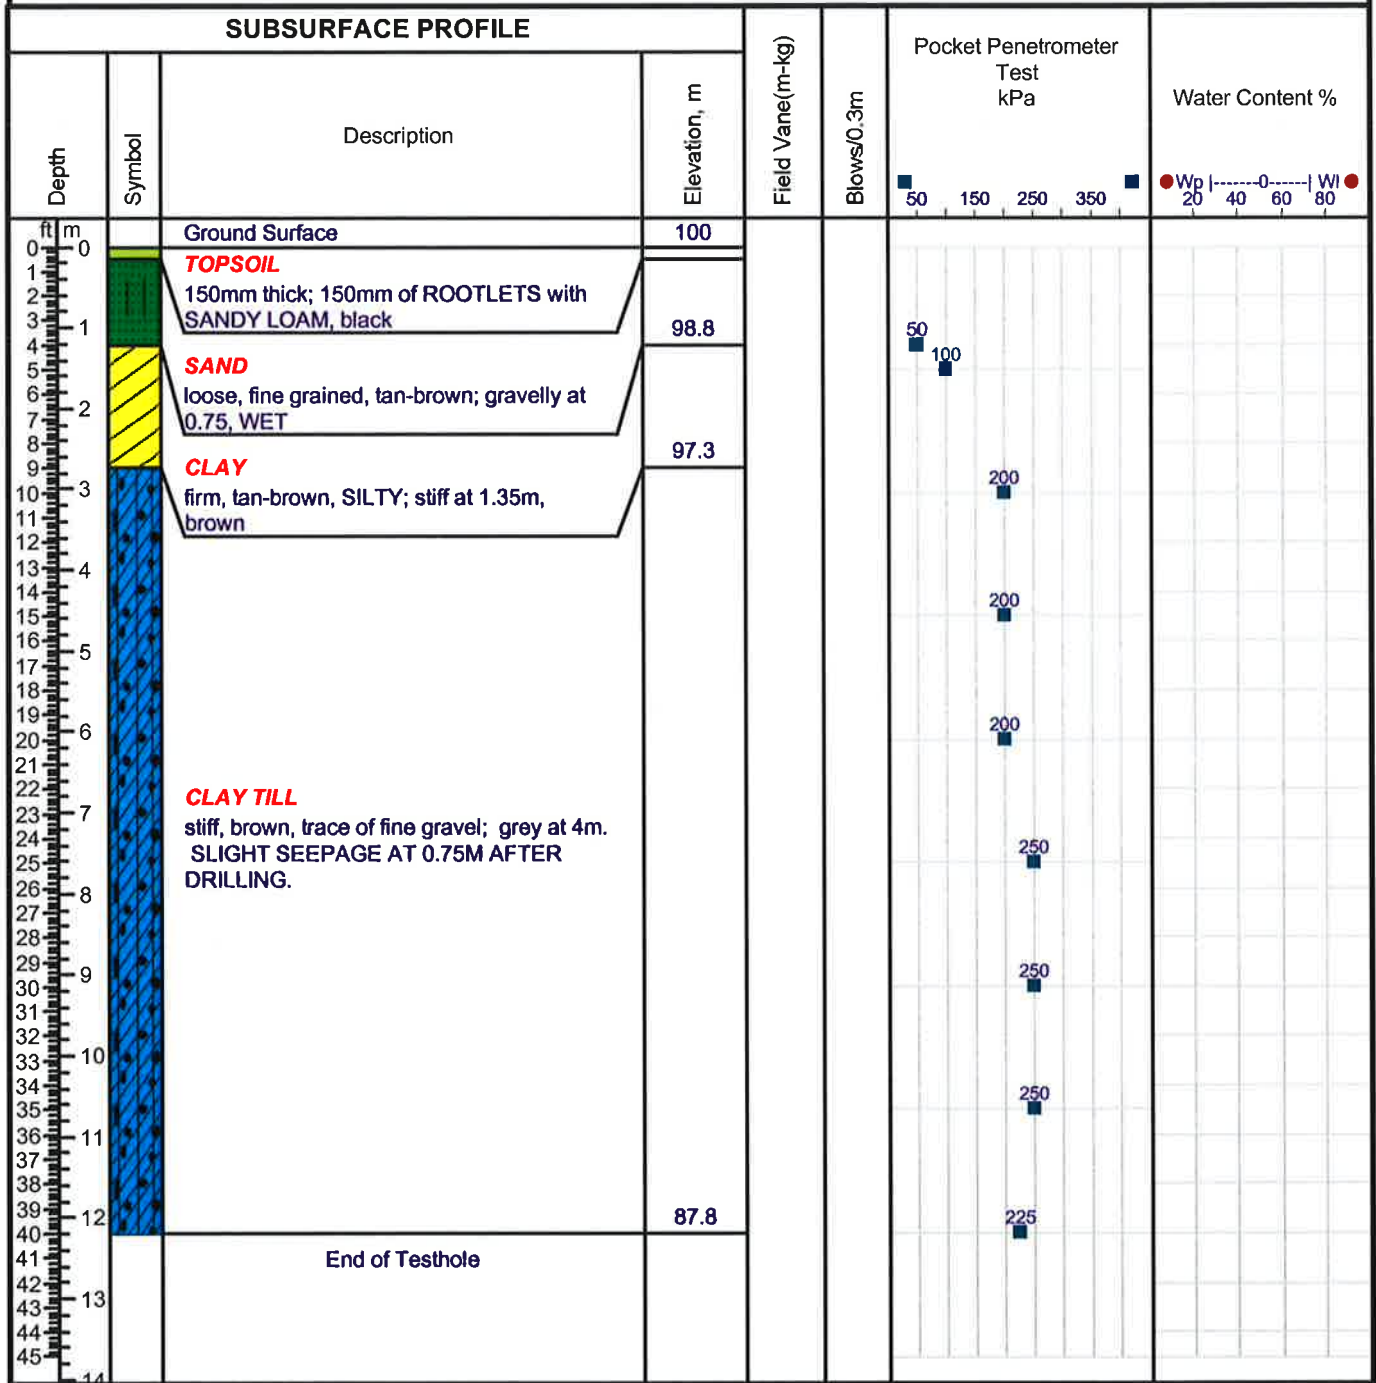 SUBSURFACE PROFILE
Depth
Symbol
Description
Elevation, m
Field Vane(m-kg)
Blows/0.3m
Pocket Penetrometer
Test
kPa
50 150 250 350
Water Content %
Wp |-------0------| Wl
20 40 60 80
ft m
Ground Surface
100
TOPSOIL
150mm thick; 150mm of ROOTLETS with
SANDY LOAM, black
98.8
SAND
loose, fine grained, tan-brown; gravelly at
0.75, WET
97.3
CLAY
firm, tan-brown, SILTY; stiff at 1.35m,
brown
CLAY TILL
stiff, brown, trace of fine gravel; grey at 4m.
SLIGHT SEEPAGE AT 0.75M AFTER
DRILLING.
87.8
End of Testhole
0
1
2
3
4
5
6
7
8
9
10
11
12
13
14
15
16
17
18
19
20
21
22
23
24
25
26
27
28
29
30
31
32
33
34
35
36
37
38
39
40
41
42
43
44
45
0
1
2
3
4
5
6
7
8
9
10
11
12
13
14
50
100
200
200
200
250
250
250
225